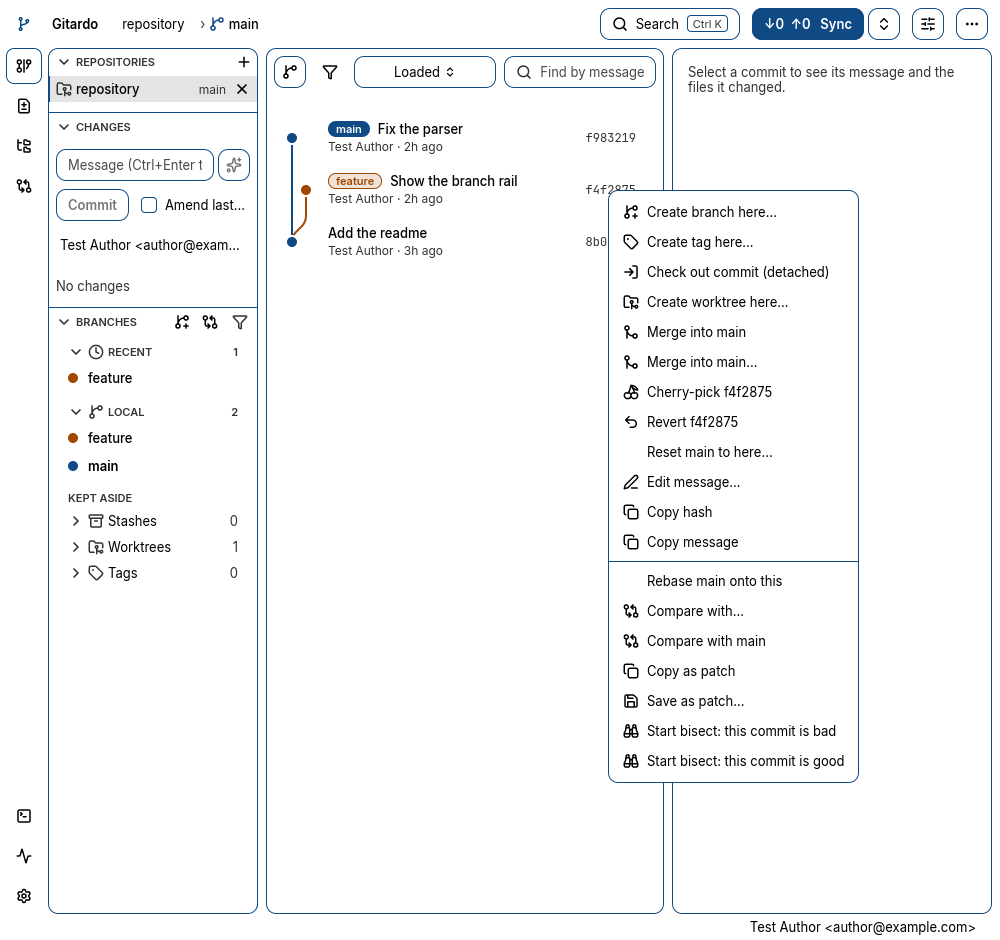 Gitardo repository › main Search Ctrl K ↓0 ↑0 Sync
REPOSITORIES
repository main
CHANGES
Message (Ctrl+Enter t
Commit Amend last...
Test Author <author@exam...
No changes
BRANCHES
RECENT 1
feature
LOCAL 2
feature
main
KEPT ASIDE
Stashes 0
Worktrees 1
Tags 0
Loaded Find by message
main Fix the parser
Test Author · 2h ago f983219
feature Show the branch rail
Test Author · 2h ago f4f2875
Add the readme
Test Author · 3h ago 8b0
Select a commit to see its message and the
files it changed.
Create branch here...
Create tag here...
Check out commit (detached)
Create worktree here...
Merge into main
Merge into main...
Cherry-pick f4f2875
Revert f4f2875
Reset main to here...
Edit message...
Copy hash
Copy message
Rebase main onto this
Compare with...
Compare with main
Copy as patch
Save as patch...
Start bisect: this commit is bad
Start bisect: this commit is good
Test Author <author@example.com>